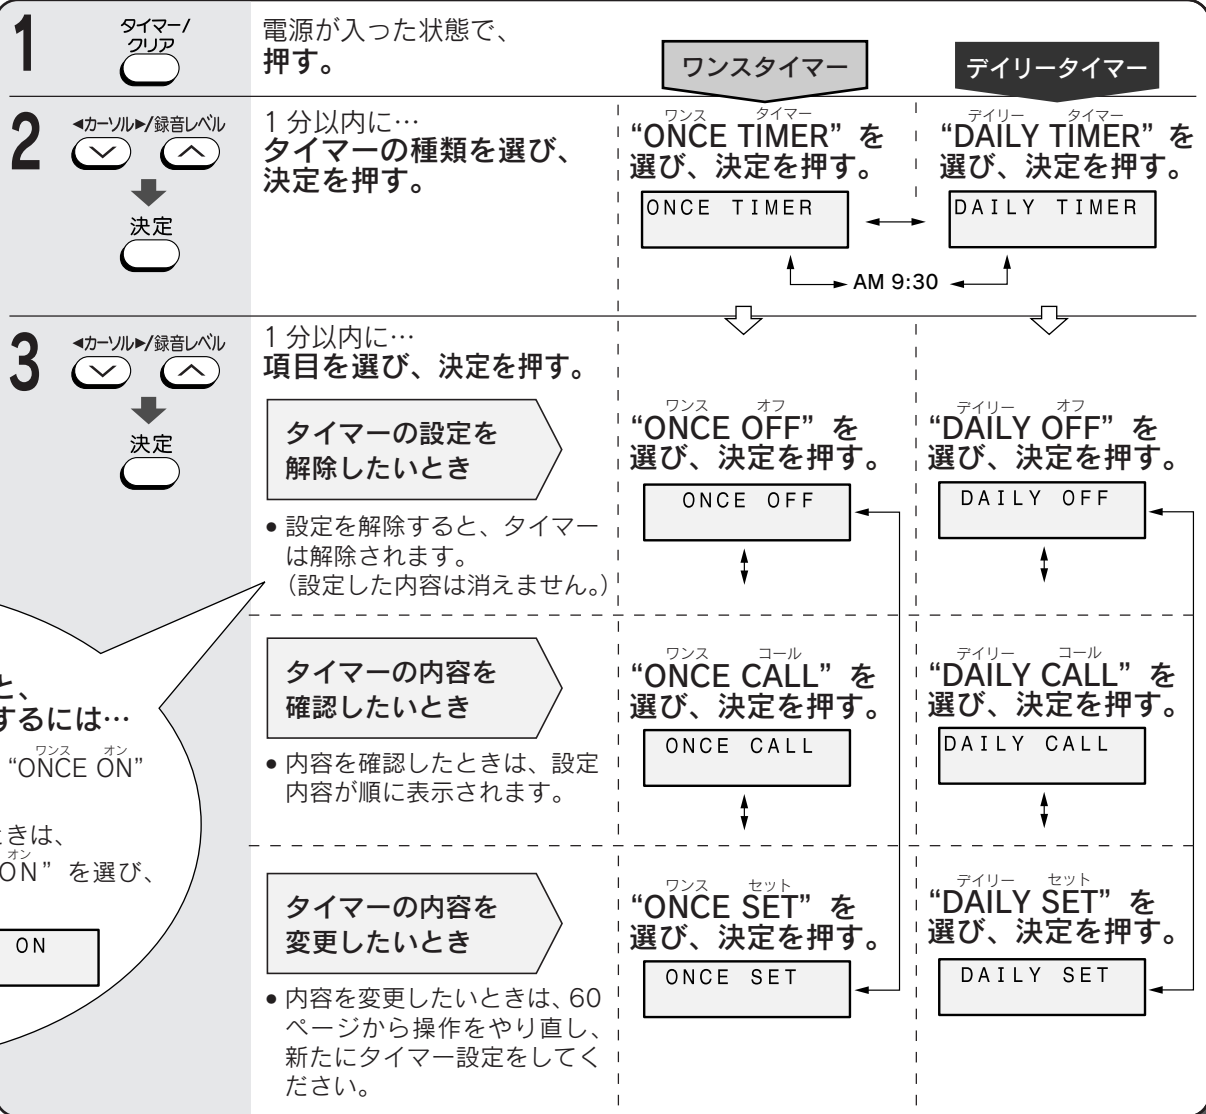 1
タイマー/
クリア
電源が入った状態で、
押す。
ワンスタイマー
デイリータイマー
2
◀カーソル▶/録音レベル
決定
1 分以内に…
タイマーの種類を選び、
決定を押す。
ワンス タイマー
“ONCE TIMER” を
選び、決定を押す。
ONCE TIMER
デイリー タイマー
“DAILY TIMER” を
選び、決定を押す。
DAILY TIMER
AM 9:30
3
◀カーソル▶/録音レベル
決定
1 分以内に…
項目を選び、決定を押す。
タイマーの設定を
解除したいとき
● 設定を解除すると、タイマー
は解除されます。
（設定した内容は消えません。）
ワンス オフ
“ONCE OFF” を
選び、決定を押す。
ONCE OFF
デイリー オフ
“DAILY OFF” を
選び、決定を押す。
DAILY OFF
タイマーの内容を
確認したいとき
● 内容を確認したときは、設定
内容が順に表示されます。
ワンス コール
“ONCE CALL” を
選び、決定を押す。
ONCE CALL
デイリー コール
“DAILY CALL” を
選び、決定を押す。
DAILY CALL
タイマーの内容を
変更したいとき
● 内容を変更したいときは、60
ページから操作をやり直し、
新たにタイマー設定をしてく
ださい。
ワンス セット
“ONCE SET” を
選び、決定を押す。
ONCE SET
デイリー セット
“DAILY SET” を
選び、決定を押す。
DAILY SET
と、
するには…
ワンス オン
“ONCE ON”
きは、
オン
ON” を選び、
ON